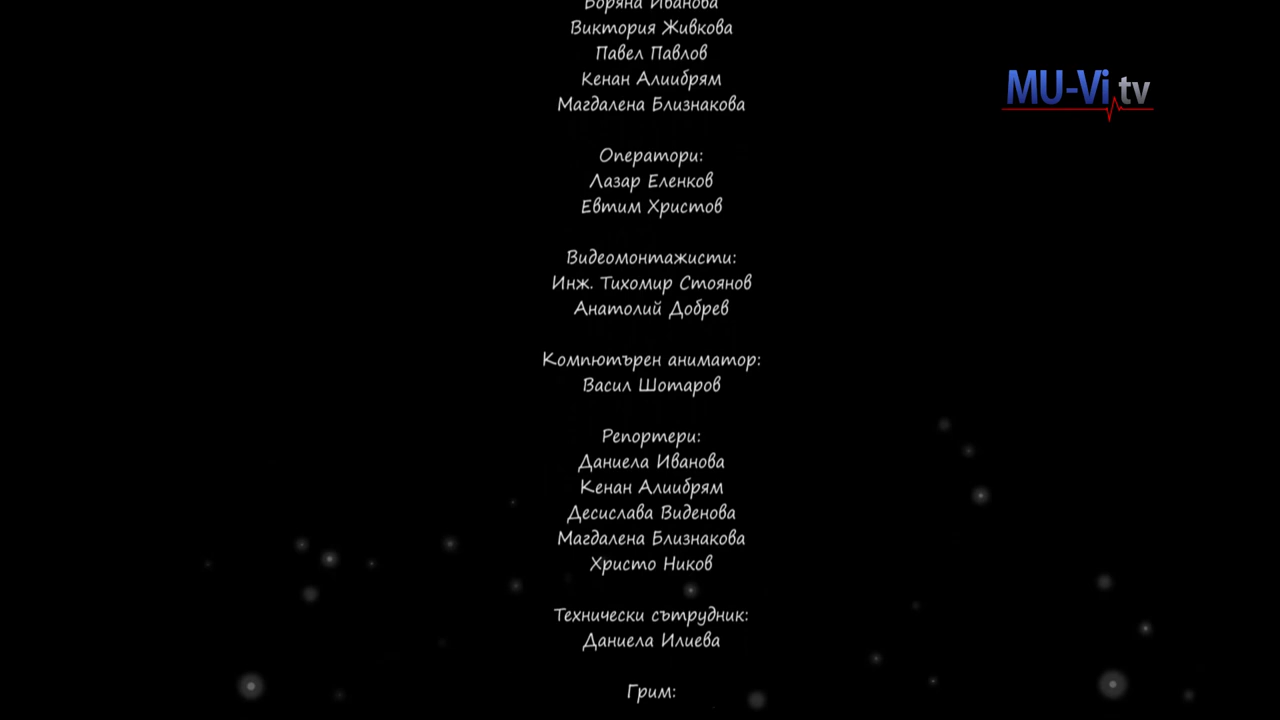 Боряна Иванова
Виктория Живкова
Павел Павлов
Кенан Алиибрям
Магдалена Близнакова
MU-Vi.tv
Оператори:
Лазар Еленков
Евтим Христов
Видеомонтажисти:
Инж. Тихомир Стоянов
Анатолий Добрев
Компютърен аниматор:
Васил Шотаров
Репортери:
Даниела Иванова
Кенан Алиибрям
Десислава Виденова
Магдалена Близнакова
Христо Ников
Технически сътрудник:
Даниела Илиева
Грим: